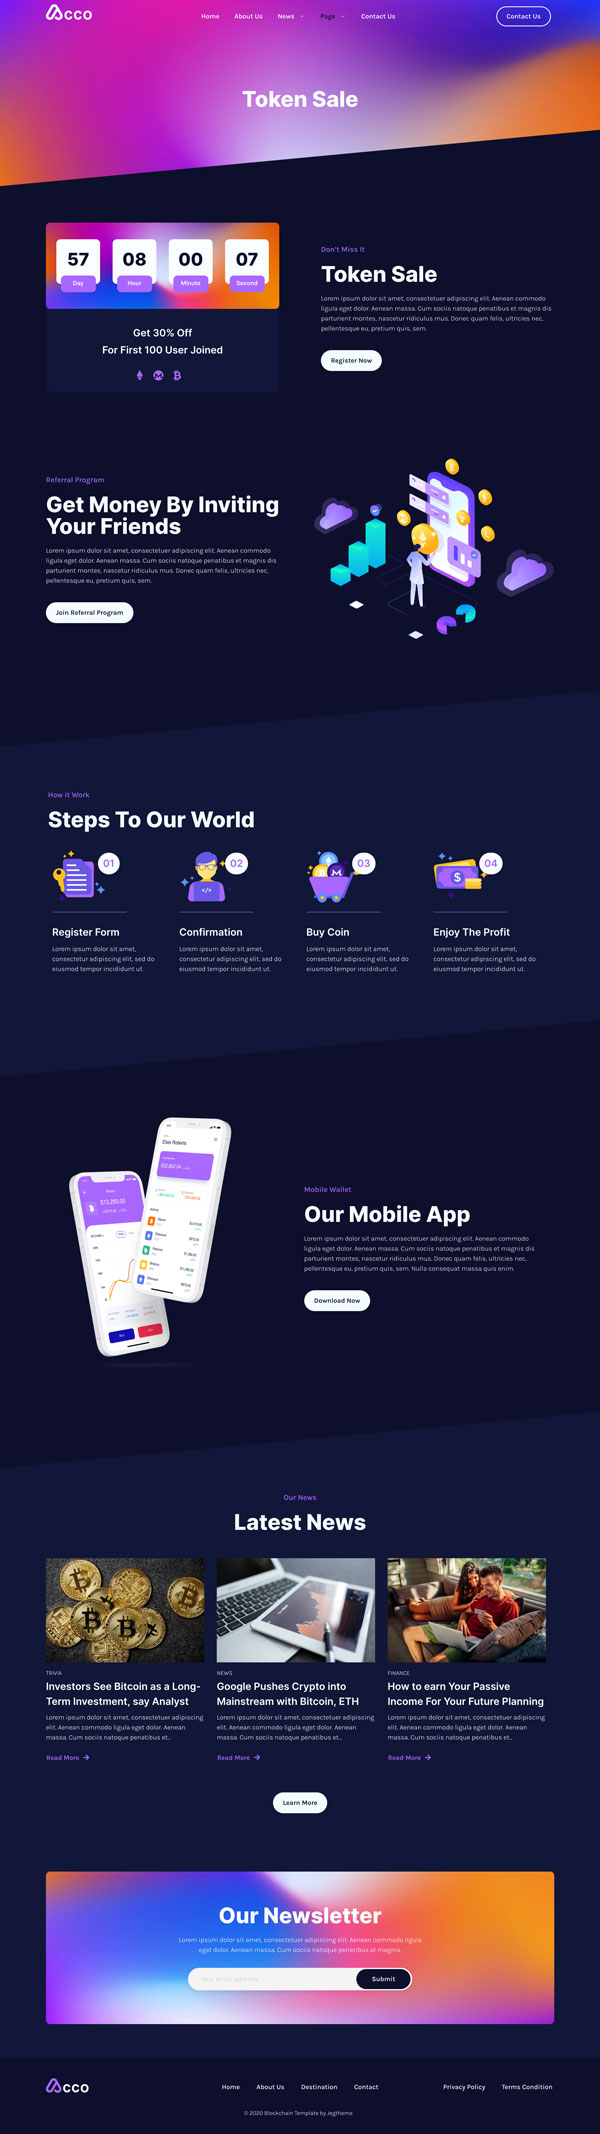 Acco
Home About Us News Page Contact Us
Contact Us
Token Sale
57 08 00 07
Day Hour Minute Second
Get 30% Off
For First 100 User Joined
Don't Miss It
Token Sale
Lorem ipsum dolor sit amet, consectetuer adipiscing elit. Aenean commodo
ligula eget dolor. Aenean massa. Cum sociis natoque penatibus et magnis dis
parturient montes, nascetur ridiculus mus. Donec quam felis, ultricies nec,
pellentesque eu, pretium quis, sem.
Register Now
Referral Program
Get Money By Inviting
Your Friends
Lorem ipsum dolor sit amet, consectetuer adipiscing elit. Aenean commodo
ligula eget dolor. Aenean massa. Cum sociis natoque penatibus et magnis dis
parturient montes, nascetur ridiculus mus. Donec quam felis, ultricies nec,
pellentesque eu, pretium quis, sem.
Join Referral Program
How it Work
Steps To Our World
01
Register Form
Lorem ipsum dolor sit amet,
consectetur adipiscing elit, sed do
eiusmod tempor incididunt ut.
02
</>
Confirmation
Lorem ipsum dolor sit amet,
consectetur adipiscing elit, sed do
eiusmod tempor incididunt ut.
03
Buy Coin
Lorem ipsum dolor sit amet,
consectetur adipiscing elit, sed do
eiusmod tempor incididunt ut.
04
$
Enjoy The Profit
Lorem ipsum dolor sit amet,
consectetur adipiscing elit, sed do
eiusmod tempor incididunt ut.
Elsie Roberts
$13,250.00
Mobile Wallet
Our Mobile App
Lorem ipsum dolor sit amet, consectetuer adipiscing elit. Aenean commodo
ligula eget dolor. Aenean massa. Cum sociis natoque penatibus et magnis dis
parturient montes, nascetur ridiculus mus. Donec quam felis, ultricies nec,
pellentesque eu, pretium quis, sem. Nulla consequat massa quis enim.
Download Now
Our News
Latest News
TRIVIA
Investors See Bitcoin as a Long-
Term Investment, say Analyst
Lorem ipsum dolor sit amet, consectetuer adipiscing
elit. Aenean commodo ligula eget dolor. Aenean
massa. Cum sociis natoque penatibus et...
Read More
NEWS
Google Pushes Crypto into
Mainstream with Bitcoin, ETH
Lorem ipsum dolor sit amet, consectetuer adipiscing
elit. Aenean commodo ligula eget dolor. Aenean
massa. Cum sociis natoque penatibus et...
Read More
FINANCE
How to earn Your Passive
Income For Your Future Planning
Lorem ipsum dolor sit amet, consectetuer adipiscing
elit. Aenean commodo ligula eget dolor. Aenean
massa. Cum sociis natoque penatibus et...
Read More
Learn More
Our Newsletter
Lorem ipsum dolor sit amet, consectetuer adipiscing elit. Aenean commodo ligula
eget dolor. Aenean massa. Cum sociis natoque penatibus et magnis.
Your email address
Submit
Acco
Home About Us Destination Contact
Privacy Policy Terms Condition
© 2020 Blockchain Template by Jegtheme